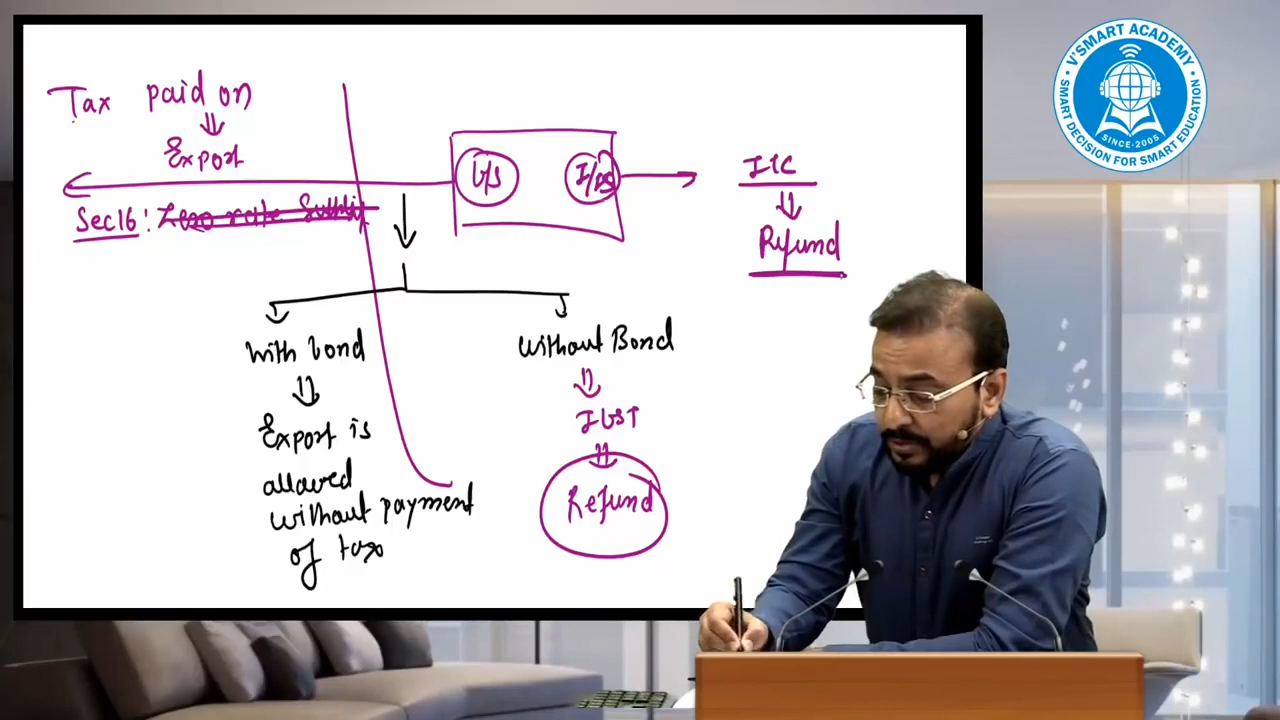 Tax paid on
Export
Sec16: Zero rate Supply
O/S
I/S
ITC
Refund
With bond
Export is
allowed
without payment
of tax
Without Bond
IGST
Refund
V'SMART ACADEMY
SMART DECISION FOR SMART EDUCATION
SINCE-2005